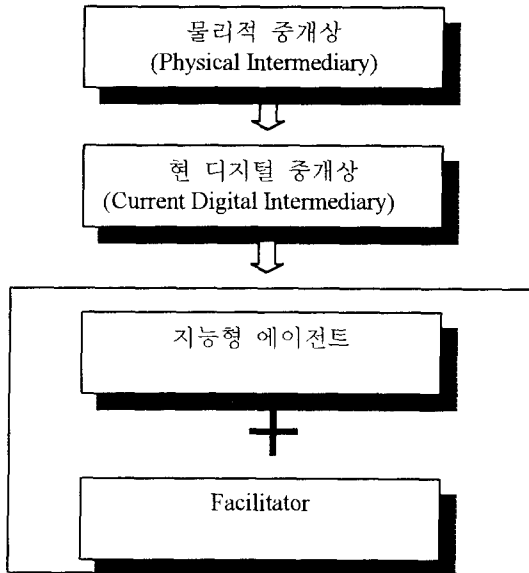 물리적 중개상
(Physical Intermediary)
현 디지털 중개상
(Current Digital Intermediary)
지능형 에이전트
Facilitator